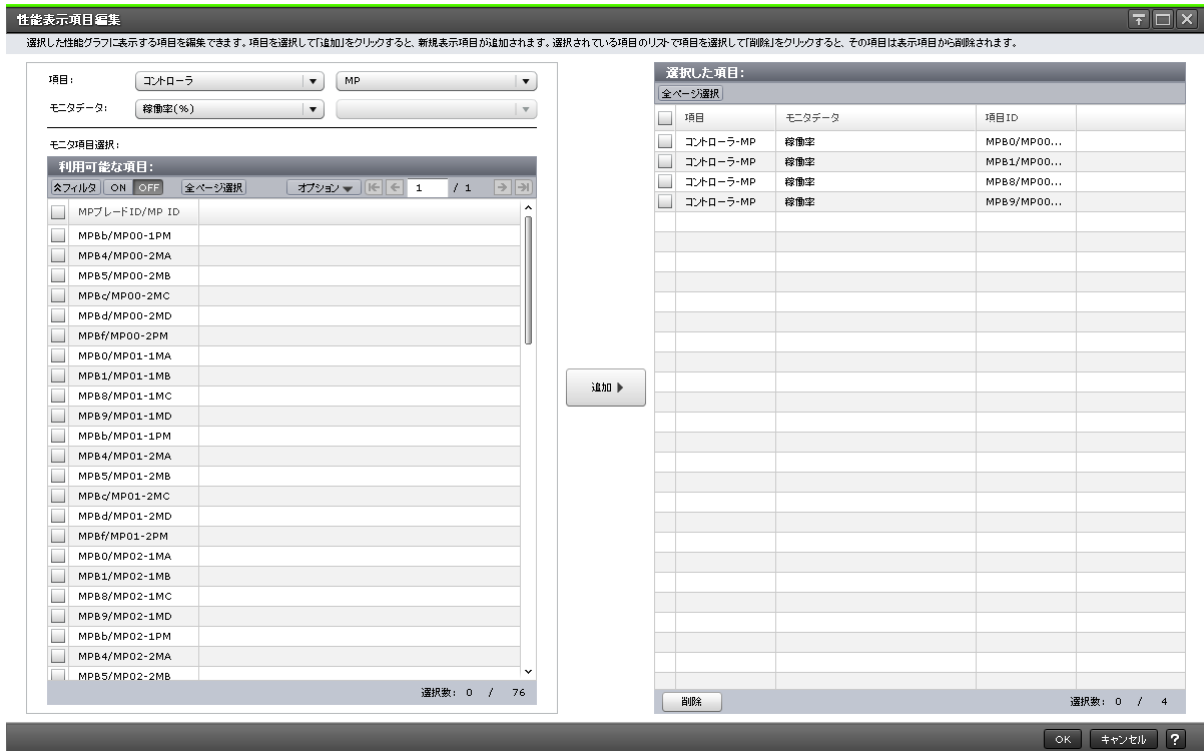 性能表示項目編集
選択した性能グラフに表示する項目を編集できます。項目を選択して「追加」をクリックすると、新規表示項目が追加されます。選択されている項目のリストで項目を選択して「削除」をクリックすると、その項目は表示項目から削除されます。
項目: コントローラ MP
モニタデータ: 稼働率(%)
モニタ項目選択:
利用可能な項目:
フィルタ ON OFF 全ページ選択 オプション 1 / 1
MPブレードID/MP ID
MPBb/MP00-1PM
MPB4/MP00-2MA
MPB5/MP00-2MB
MPBc/MP00-2MC
MPBd/MP00-2MD
MPBf/MP00-2PM
MPB0/MP01-1MA
MPB1/MP01-1MB
MPB8/MP01-1MC
MPB9/MP01-1MD
MPBb/MP01-1PM
MPB4/MP01-2MA
MPB5/MP01-2MB
MPBc/MP01-2MC
MPBd/MP01-2MD
MPBf/MP01-2PM
MPB0/MP02-1MA
MPB1/MP02-1MB
MPB8/MP02-1MC
MPB9/MP02-1MD
MPBb/MP02-1PM
MPB4/MP02-2MA
MPB5/MP02-2MB
選択数: 0 / 76
追加
選択した項目:
全ページ選択
項目 モニタデータ 項目ID
コントローラ-MP 稼働率 MPB0/MP00...
コントローラ-MP 稼働率 MPB1/MP00...
コントローラ-MP 稼働率 MPB8/MP00...
コントローラ-MP 稼働率 MPB9/MP00...
削除 選択数: 0 / 4
OK キャンセル ?